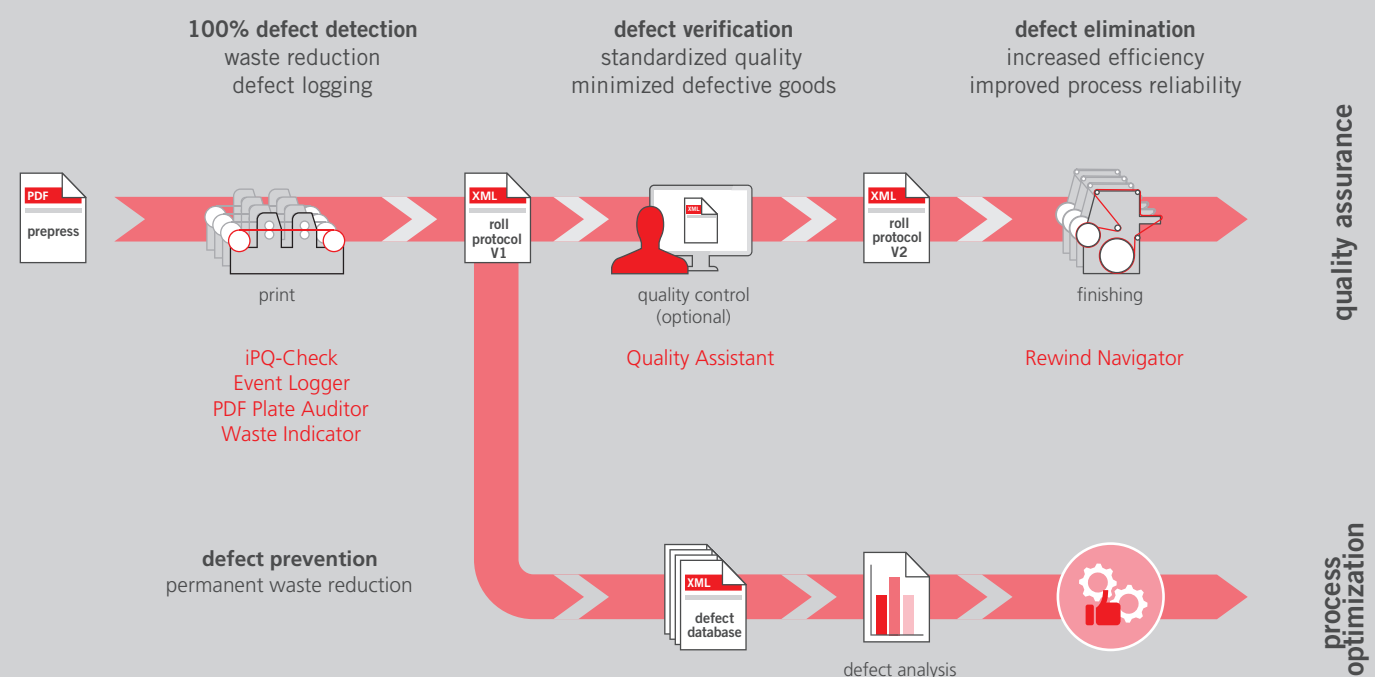 100% defect detection
waste reduction
defect logging
defect verification
standardized quality
minimized defective goods
defect elimination
increased efficiency
improved process reliability
quality assurance
PDF
prepress
print
XML
roll
protocol
V1
XML
quality control
(optional)
XML
roll
protocol
V2
finishing
iPQ-Check
Event Logger
PDF Plate Auditor
Waste Indicator
Quality Assistant
Rewind Navigator
defect prevention
permanent waste reduction
XML
defect
database
defect analysis
process
optimization